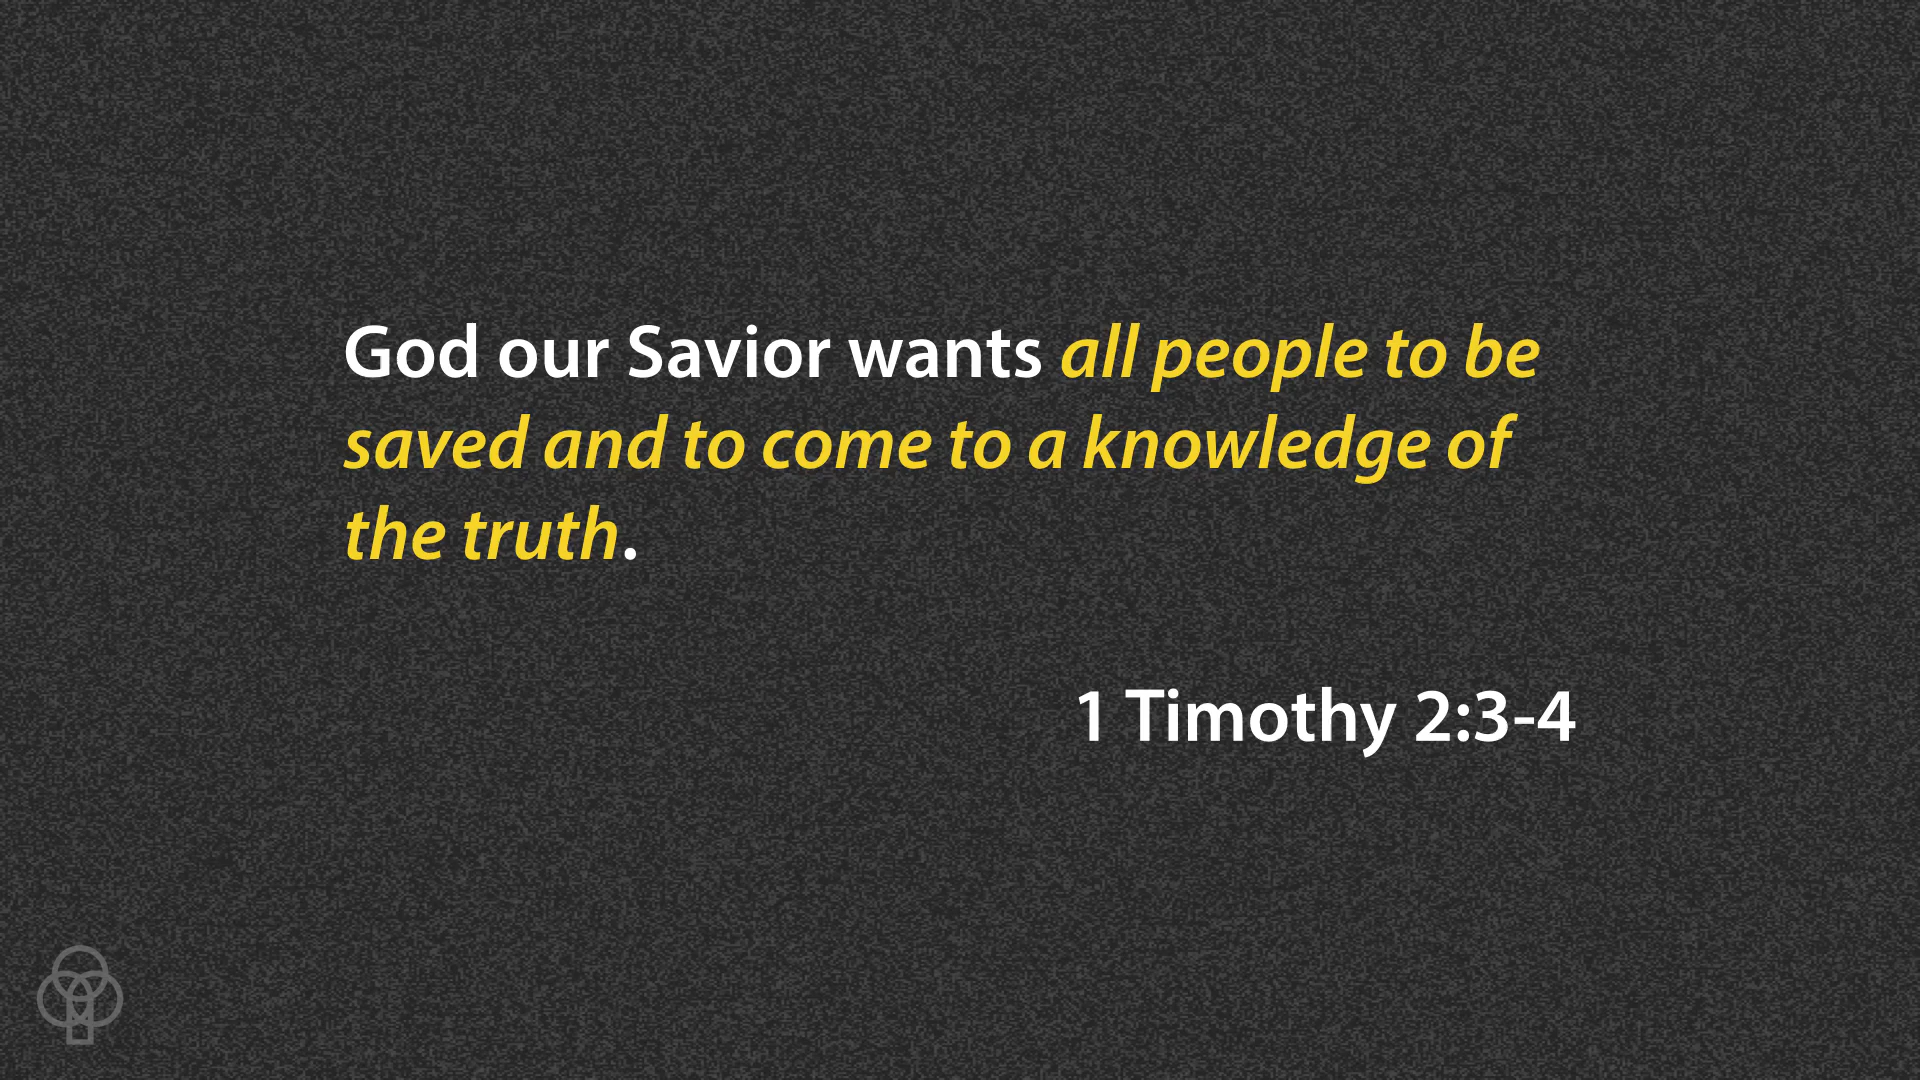 God our Savior wants all people to be
saved and to come to a knowledge of
the truth.
1 Timothy 2:3-4